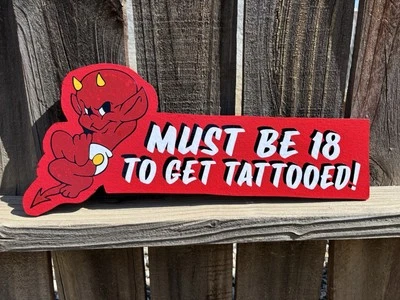 MUST BE 18
TO GET TATTOOED!